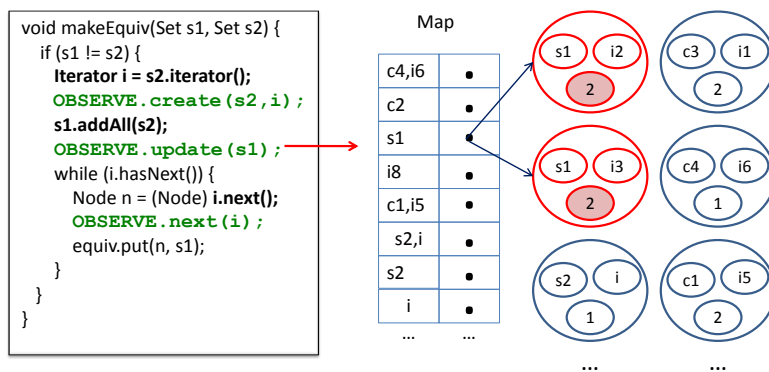 void makeEquiv(Set s1, Set s2) {
if (s1 != s2) {
Iterator i = s2.iterator();
OBSERVE.create(s2,i);
s1.addAll(s2);
OBSERVE.update(s1);
while (i.hasNext()) {
Node n = (Node) i.next();
OBSERVE.next(i);
equiv.put(n, s1);
}
}
}
Map
c4,i6
c2
s1
i8
c1,i5
s2,i
s2
i
... ...
s1 i2
2
c3 i1
2
s1 i3
2
c4 i6
1
s2 i
1
c1 i5
2
... ...